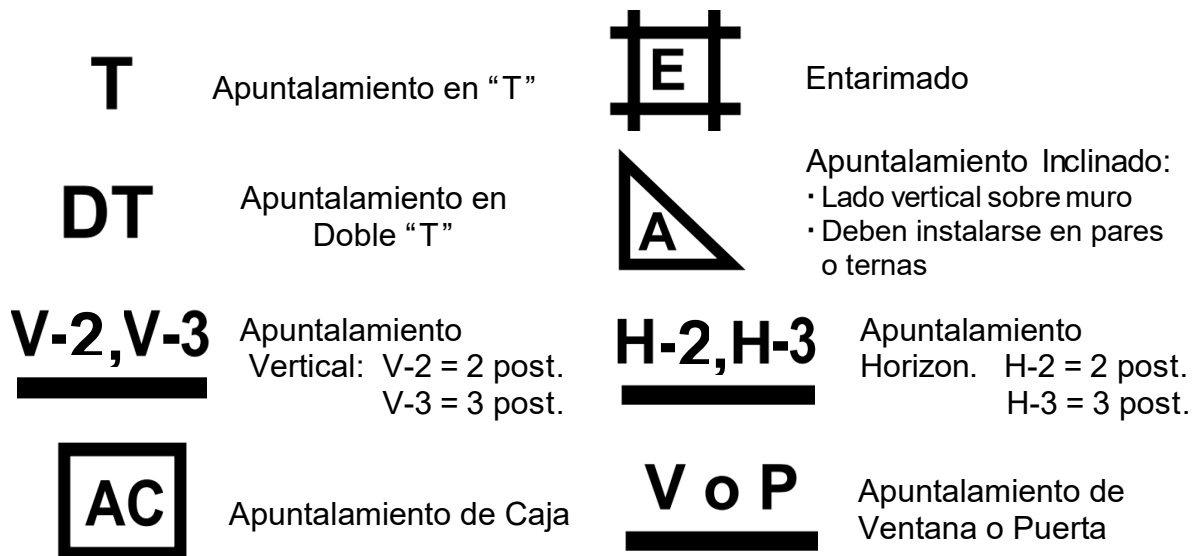 T
Apuntalamiento en “T”
E
Entarimado
DT
Apuntalamiento en
Doble “T”
A
Apuntalamiento Inclinado:
· Lado vertical sobre muro
· Deben instalarse en pares
o ternas
V-2,V-3
Apuntalamiento
Vertical: V-2 = 2 post.
V-3 = 3 post.
H-2,H-3
Apuntalamiento
Horizon. H-2 = 2 post.
H-3 = 3 post.
AC
Apuntalamiento de Caja
V o P
Apuntalamiento de
Ventana o Puerta